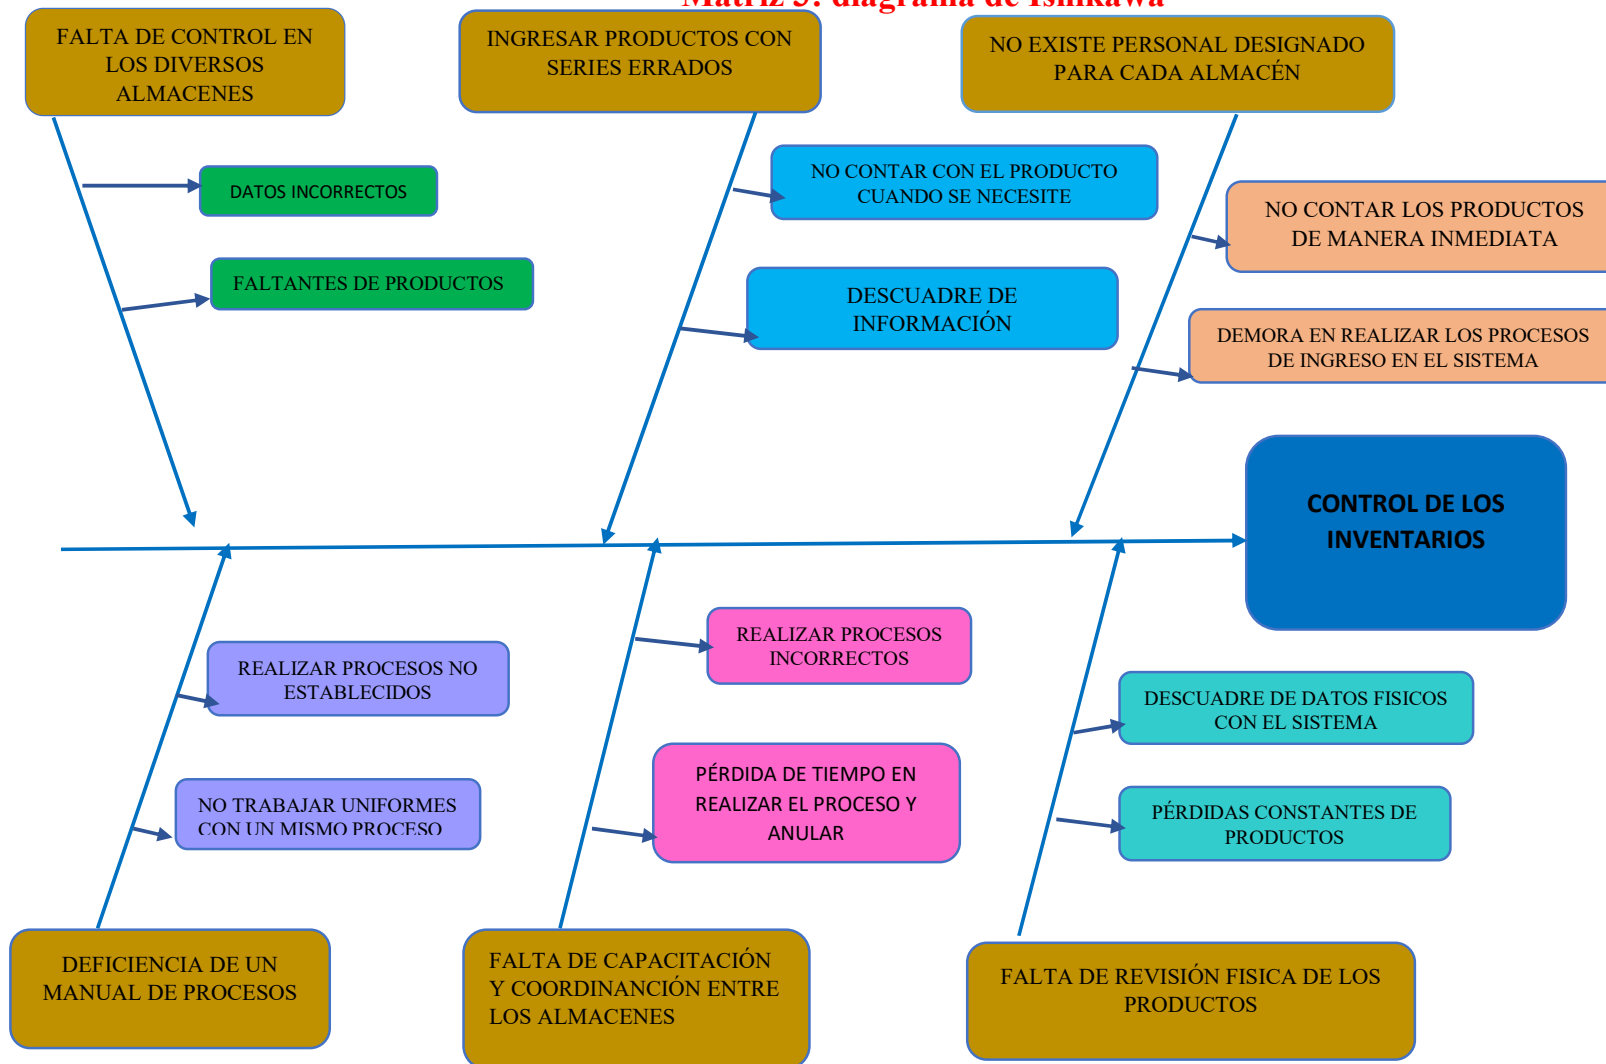 Matriz 3: diagrama de Ishikawa
FALTA DE CONTROL EN
LOS DIVERSOS
ALMACENES
INGRESAR PRODUCTOS CON
SERIES ERRADOS
NO EXISTE PERSONAL DESIGNADO
PARA CADA ALMACÉN
DATOS INCORRECTOS
FALTANTES DE PRODUCTOS
NO CONTAR CON EL PRODUCTO
CUANDO SE NECESITE
DESCUADRE DE
INFORMACIÓN
NO CONTAR LOS PRODUCTOS
DE MANERA INMEDIATA
DEMORA EN REALIZAR LOS PROCESOS
DE INGRESO EN EL SISTEMA
CONTROL DE LOS
INVENTARIOS
REALIZAR PROCESOS NO
ESTABLECIDOS
NO TRABAJAR UNIFORMES
CON UN MISMO PROCESO
REALIZAR PROCESOS
INCORRECTOS
PÉRDIDA DE TIEMPO EN
REALIZAR EL PROCESO Y
ANULAR
DESCUADRE DE DATOS FISICOS
CON EL SISTEMA
PÉRDIDAS CONSTANTES DE
PRODUCTOS
DEFICIENCIA DE UN
MANUAL DE PROCESOS
FALTA DE CAPACITACIÓN
Y COORDINANCIÓN ENTRE
LOS ALMACENES
FALTA DE REVISIÓN FISICA DE LOS
PRODUCTOS